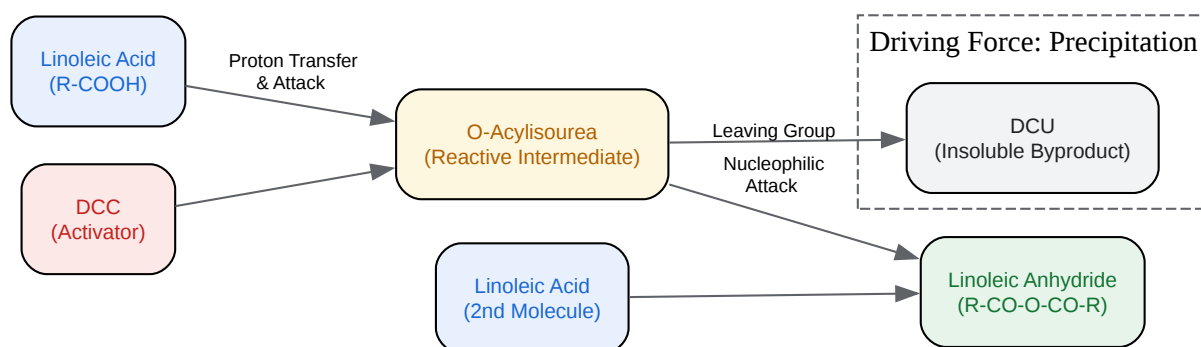 Linoleic Acid
(R-COOH)
Proton Transfer
& Attack
DCC
(Activator)
O-Acylisourea
(Reactive Intermediate)
Leaving Group
Nucleophilic
Attack
Driving Force: Precipitation
DCU
(Insoluble Byproduct)
Linoleic Acid
(2nd Molecule)
Linoleic Anhydride
(R-CO-O-CO-R)